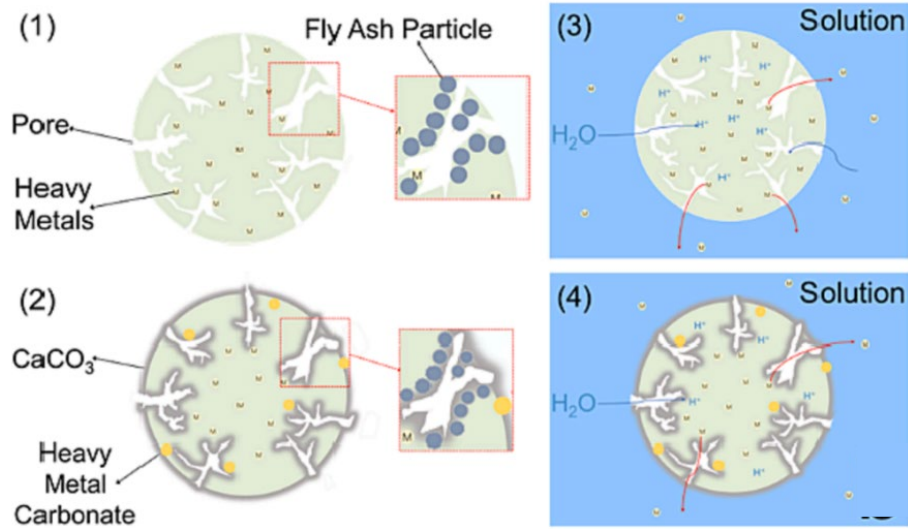 (1)
Fly Ash Particle
Pore
Heavy
Metals
M
(3)
Solution
H₂O
H⁺
M
(2)
CaCO₃
Heavy
Metal
Carbonate
M
(4)
Solution
H₂O
H⁺
M